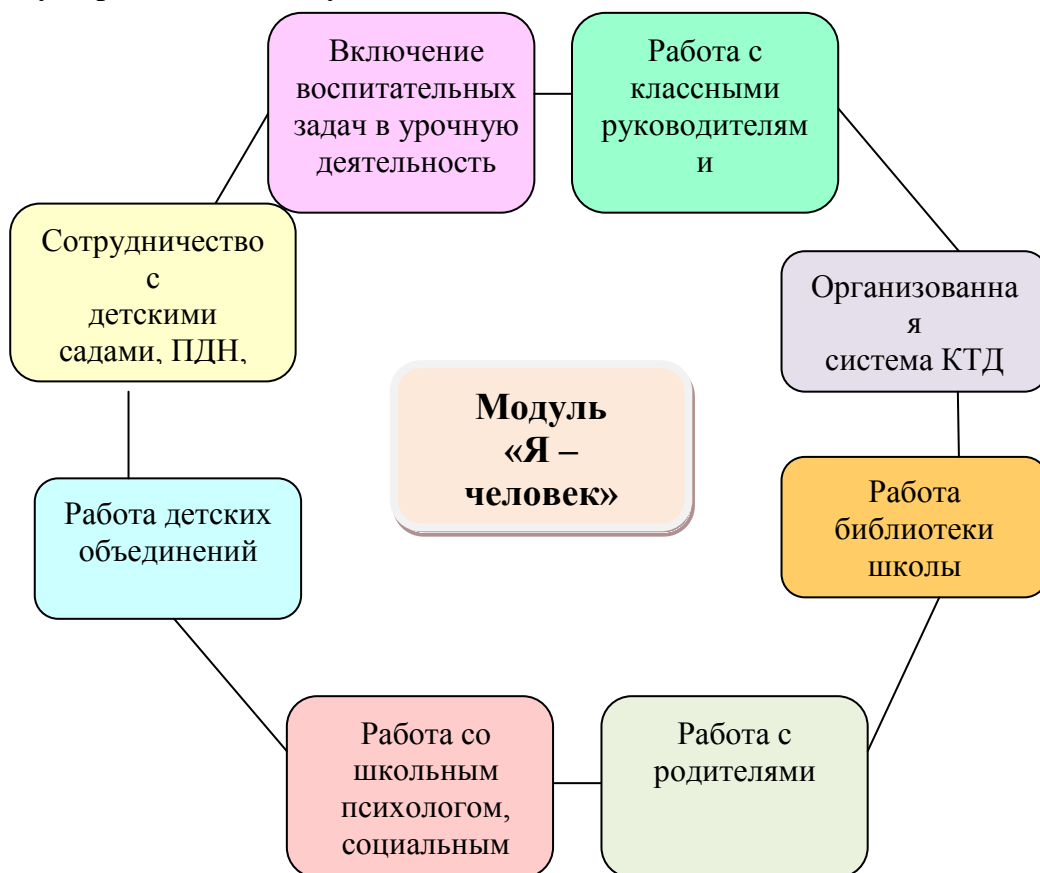 Включение
воспитательных
задач в урочную
деятельность
Работа с
классными
руководителям
и
Сотрудничество
с
детскими
садами, ПДН,
Организованна
я
система КТД
Модуль
«Я –
человек»
Работа детских
объединений
Работа
библиотеки
школы
Работа со
школьным
психологом,
социальным
Работа с
родителями